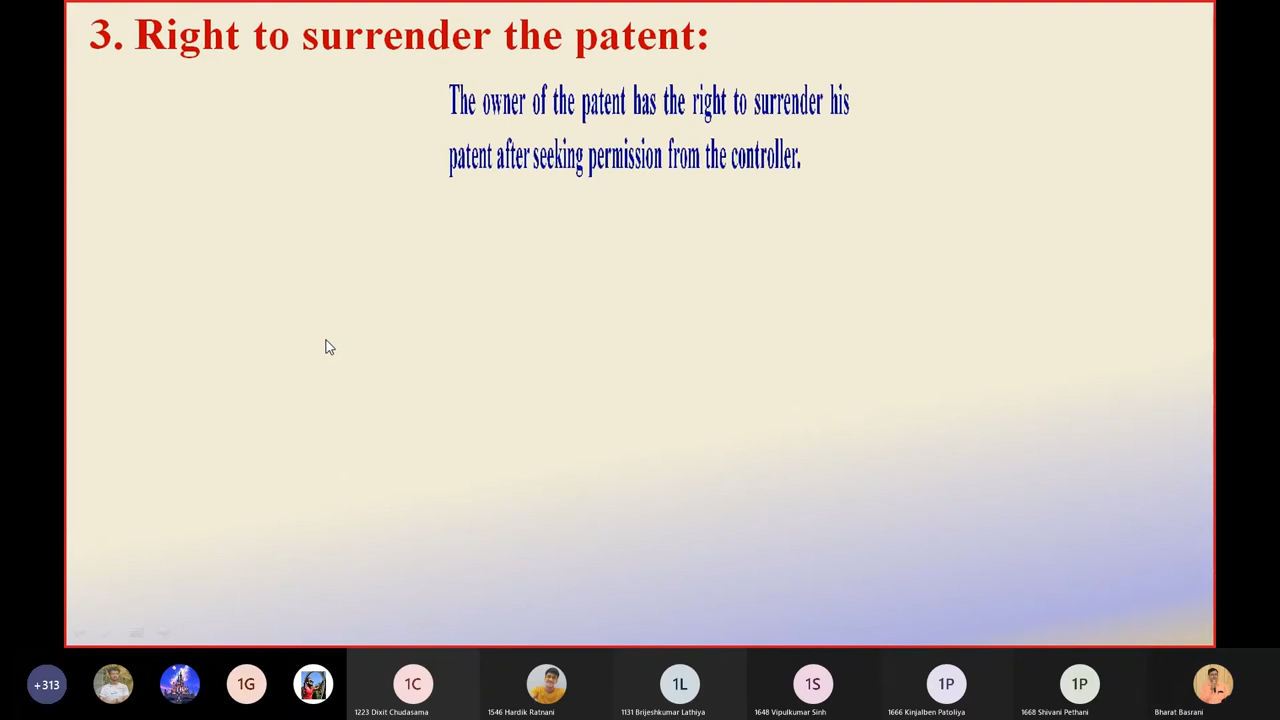 3. Right to surrender the patent:
The owner of the patent has the right to surrender his
patent after seeking permission from the controller.
+313
1G
1C
1L
1S
1P
1P
1223 Dixit Chudasama
1546 Hardik Ratnani
1131 Brijeshkumar Lathiya
1648 Vipulkumar Sinh
1666 Kinjalben Patoliya
1668 Shivani Pethani
Bharat Basrani